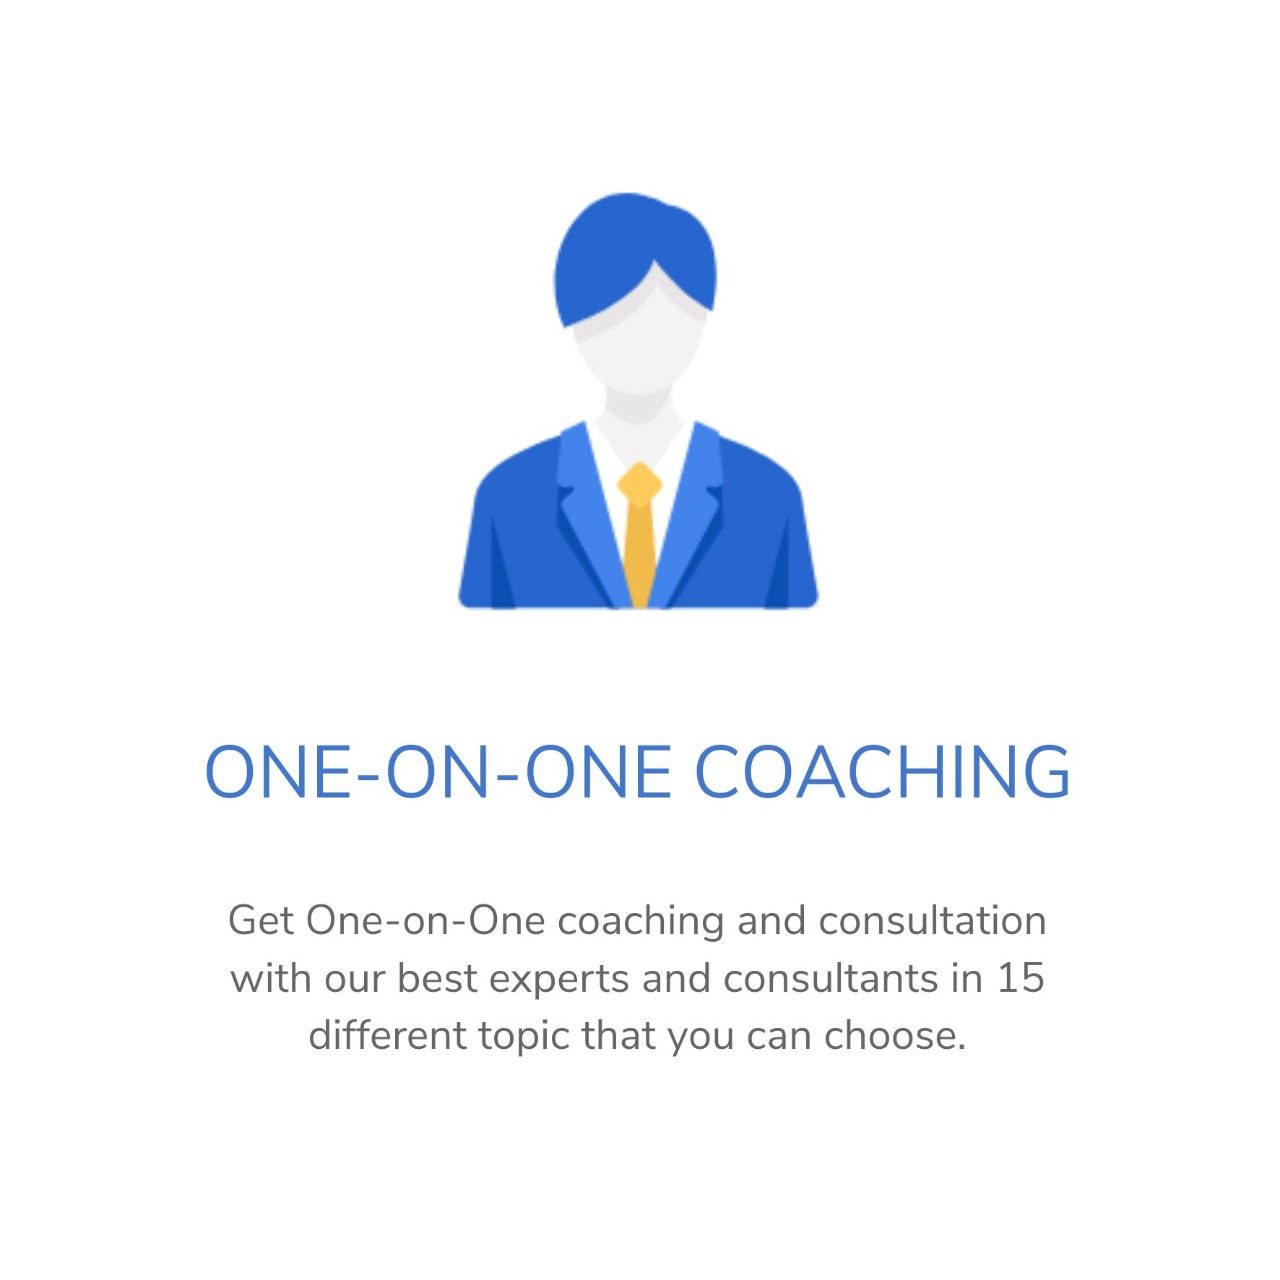 ONE-ON-ONE COACHING
Get One-on-One coaching and consultation
with our best experts and consultants in 15
different topic that you can choose.